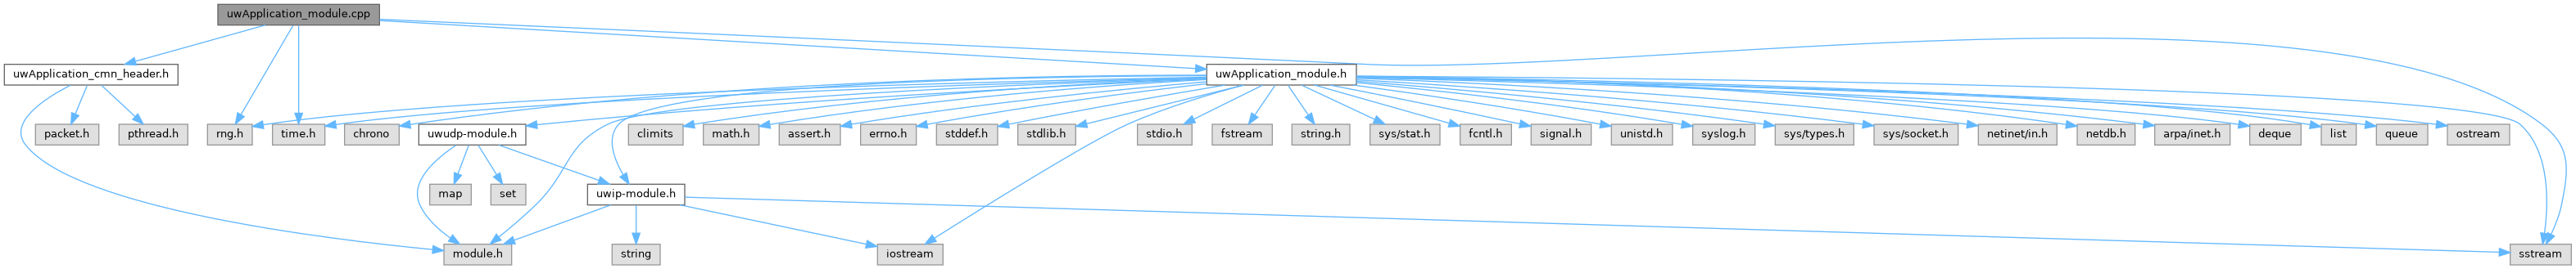 uwApplication_module.cpp
uwApplication_cmn_header.h
uwApplication_module.h
packet.h
pthread.h
rng.h
time.h
chrono
uwudp-module.h
climits
math.h
assert.h
errno.h
stddef.h
stdlib.h
stdio.h
fstream
string.h
sys/stat.h
fcntl.h
signal.h
unistd.h
syslog.h
sys/types.h
sys/socket.h
netinet/in.h
netdb.h
arpa/inet.h
deque
list
queue
ostream
map
set
uwip-module.h
module.h
string
iostream
sstream